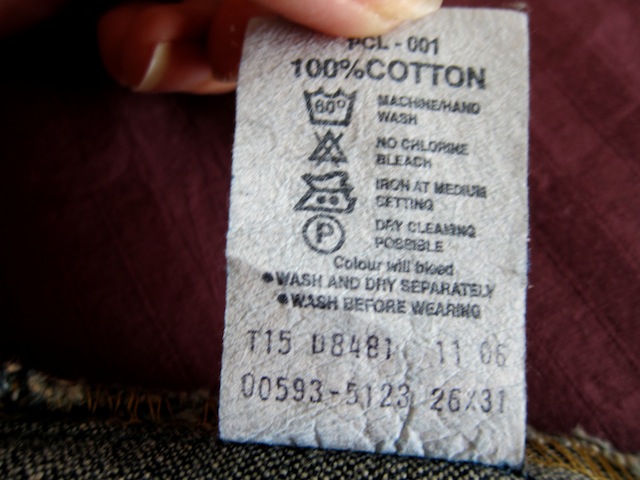 PCL - 001
100%COTTON
60° MACHINE/HAND
WASH
NO CHLORINE
BLEACH
IRON AT MEDIUM
SETTING
P DRY CLEANING
POSSIBLE
Colour will bleed
•WASH AND DRY SEPARATELY
•WASH BEFORE WEARING
T15 D8481 11 06
00593-5123 26X31